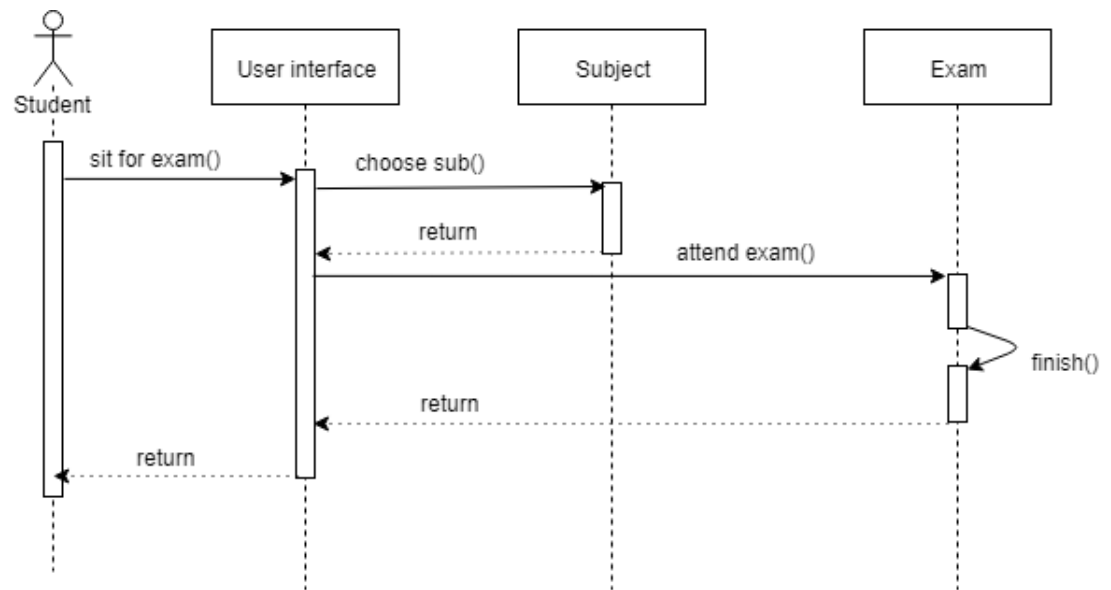 User interface
Subject
Exam
Student
sit for exam()
choose sub()
return
attend exam()
finish()
return
return